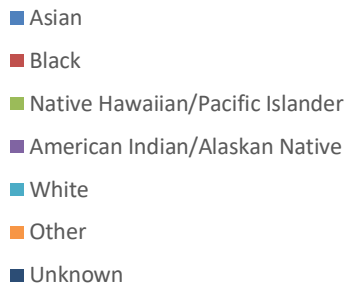 Asian
Black
Native Hawaiian/Pacific Islander
American Indian/Alaskan Native
White
Other
Unknown